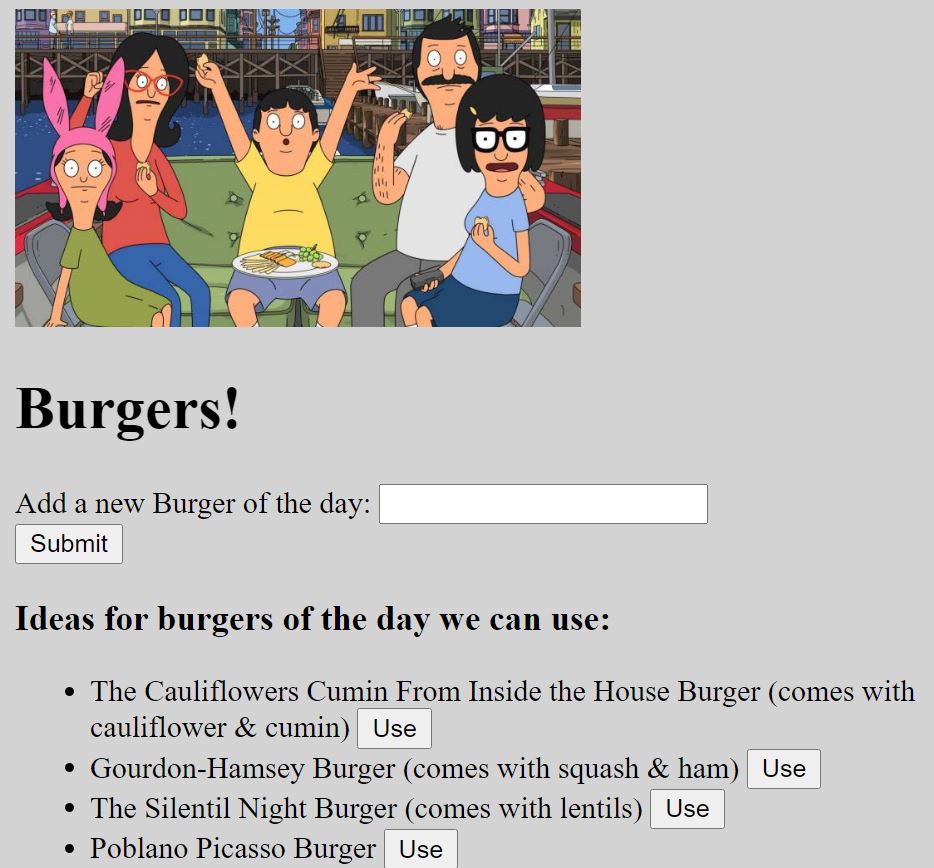 Burgers!
Add a new Burger of the day:
Submit
Ideas for burgers of the day we can use:
The Cauliflowers Cumin From Inside the House Burger (comes with
cauliflower & cumin) Use
Gourdon-Hamsey Burger (comes with squash & ham) Use
The Silentil Night Burger (comes with lentils) Use
Poblano Picasso Burger Use